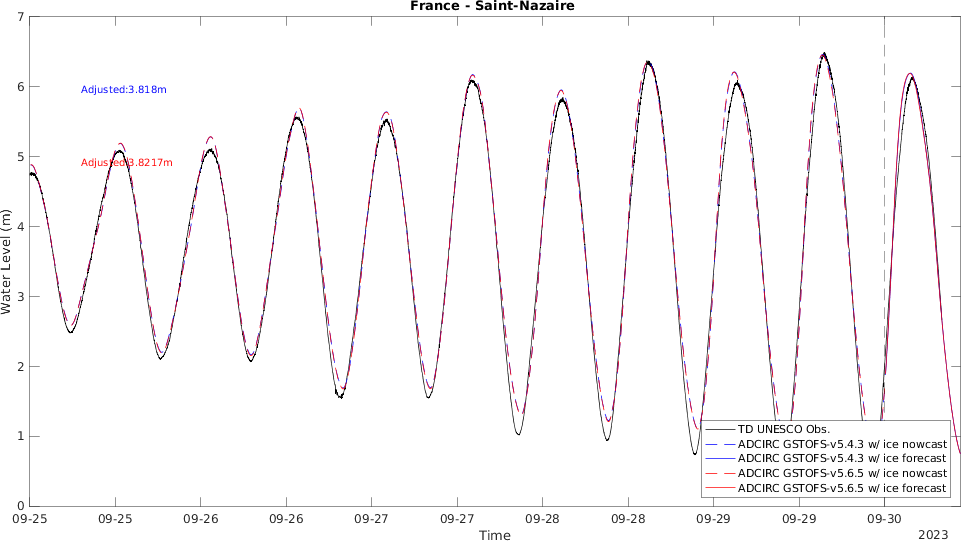 France - Saint-Nazaire
7
6
5
4
3
2
1
0
Water Level (m)
Adjusted:3.818m
Adjusted:3.8217m
TD UNESCO Obs.
ADCIRC GSTOFS-v5.4.3 w/ ice nowcast
ADCIRC GSTOFS-v5.4.3 w/ ice forecast
ADCIRC GSTOFS-v5.6.5 w/ ice nowcast
ADCIRC GSTOFS-v5.6.5 w/ ice forecast
09-25 09-25 09-26 09-26 09-27 09-27 09-28 09-28 09-29 09-29 09-30
Time
2023